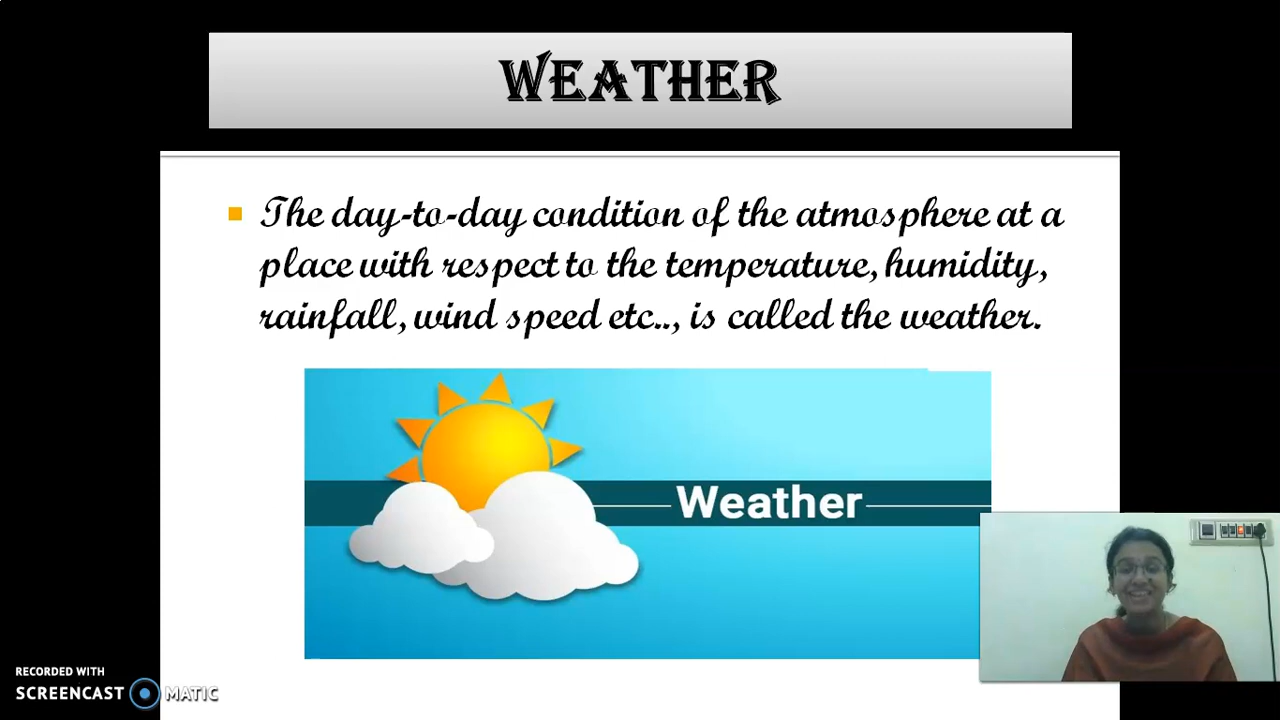 WEATHER
The day-to-day condition of the atmosphere at a
place with respect to the temperature, humidity,
rainfall, wind speed etc.., is called the weather.
Weather
RECORDED WITH
SCREENCAST MATIC